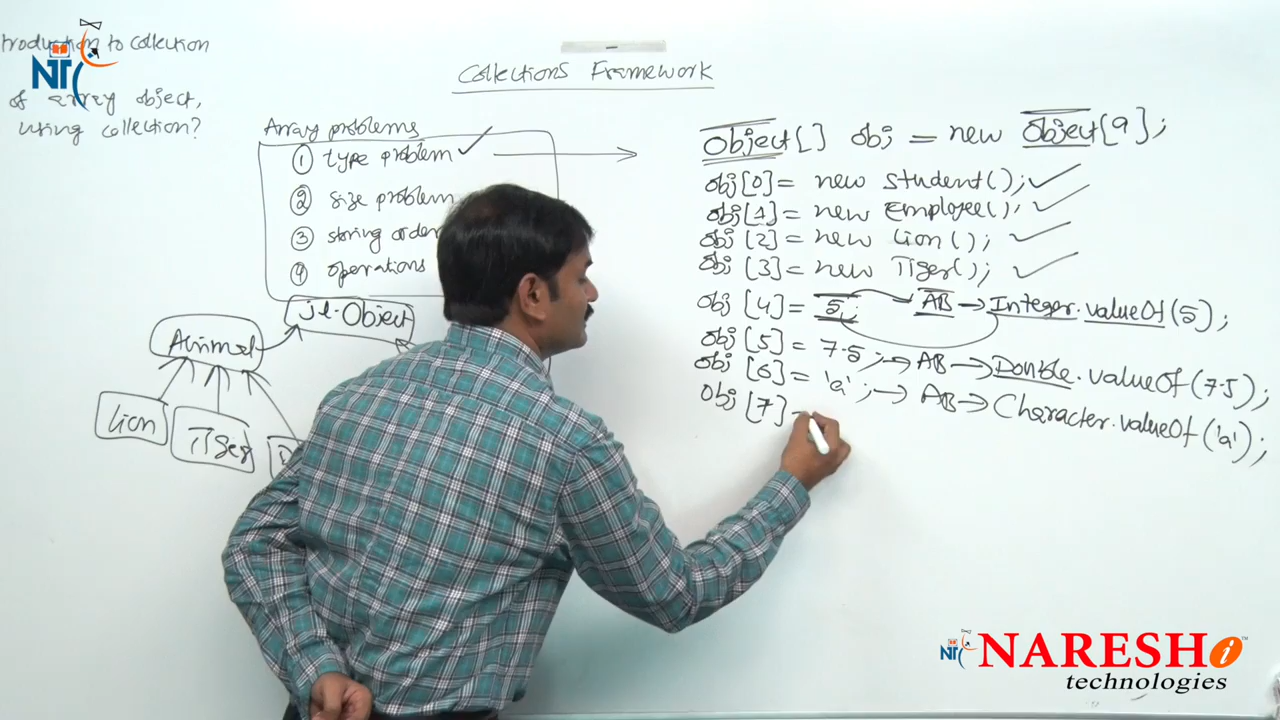 troduction to collection
NT
of array object,
using collection?
Collections Framework
Array problems
① type problem ✓
② size problem
③ storing order
④ operations
jl.Object
Animal
Lion
Tiger
D
Object[] obj = new Object[9];
obj[0] = new Student(); ✓
obj[1] = new Employee(); ✓
obj[2] = new Lion(); ✓
obj[3] = new Tiger(); ✓
obj[4] = 5; → AB → Integer.valueOf(5);
obj[5] = 7.5; → AB → Double.valueOf(7.5);
obj[6] = 'a'; → AB → Character.valueOf('a');
obj[7] =
NT NARESH i ™
technologies